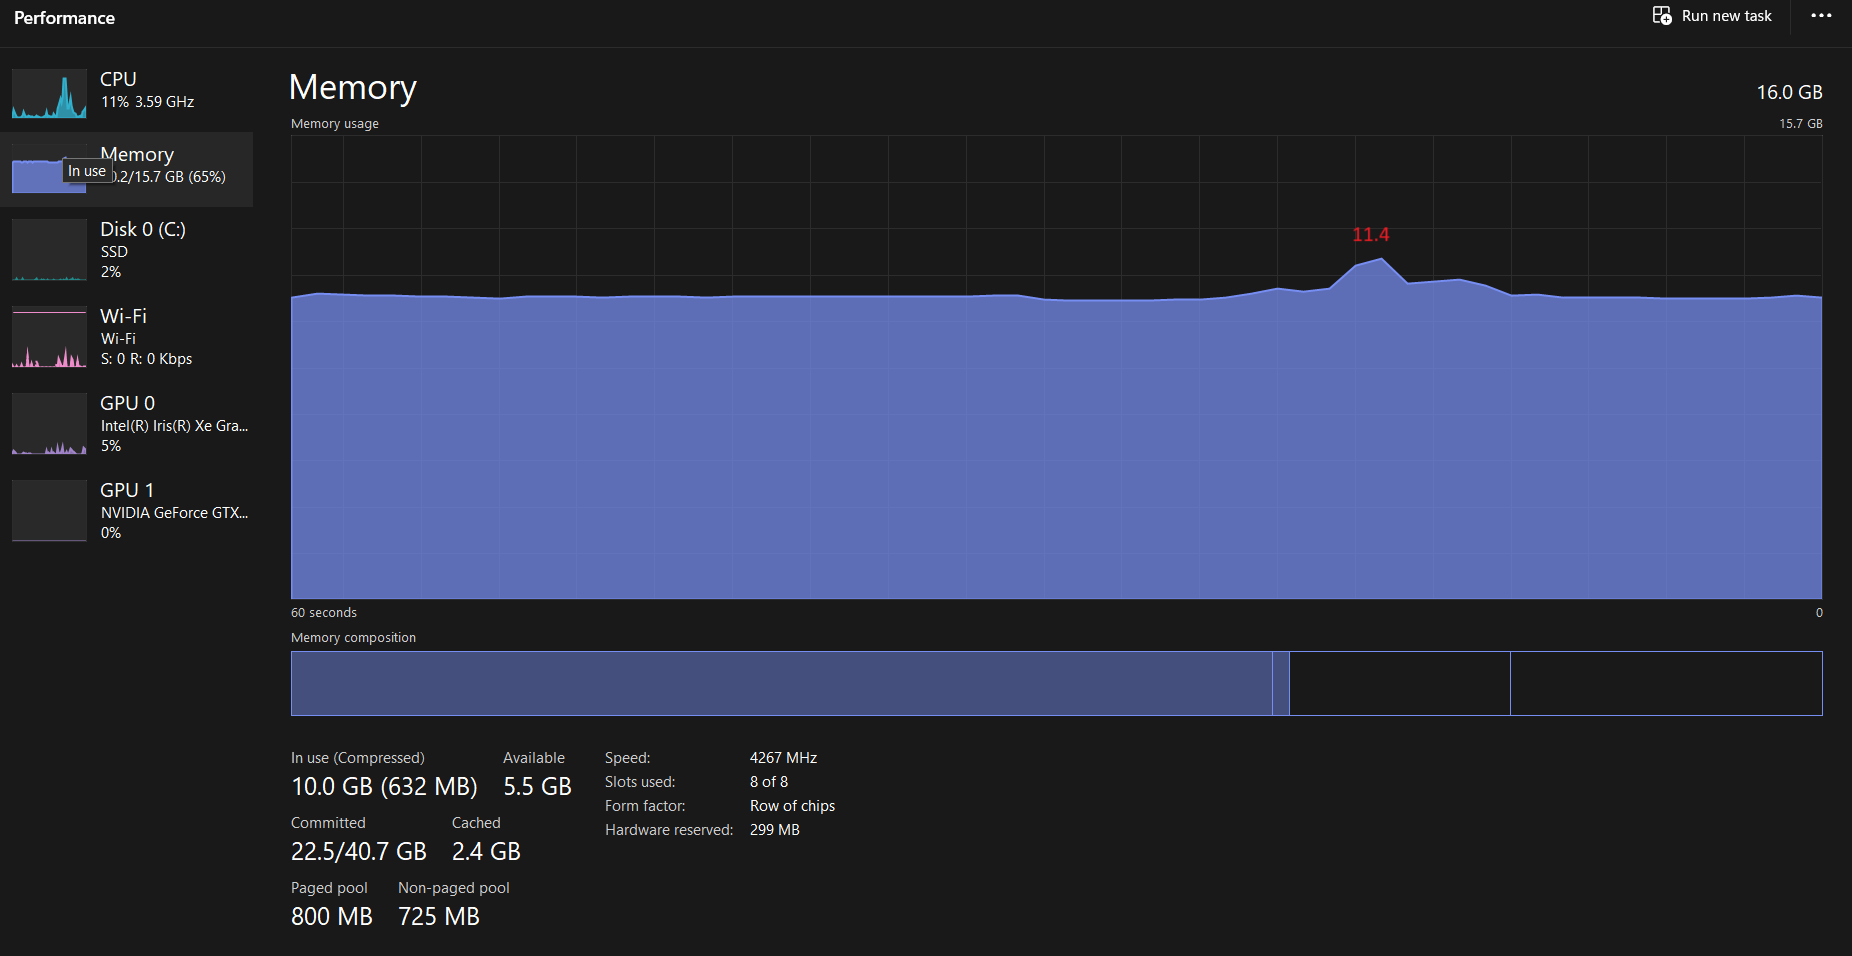 Performance
Run new task
CPU
11% 3.59 GHz
Memory
In use
.2/15.7 GB (65%)
Disk 0 (C:)
SSD
2%
Wi-Fi
Wi-Fi
S: 0 R: 0 Kbps
GPU 0
Intel(R) Iris(R) Xe Gra...
5%
GPU 1
NVIDIA GeForce GTX...
0%
Memory
16.0 GB
Memory usage
15.7 GB
11.4
60 seconds
0
Memory composition
In use (Compressed)
10.0 GB (632 MB)
Available
5.5 GB
Committed
22.5/40.7 GB
Cached
2.4 GB
Paged pool
800 MB
Non-paged pool
725 MB
Speed: 4267 MHz
Slots used: 8 of 8
Form factor: Row of chips
Hardware reserved: 299 MB